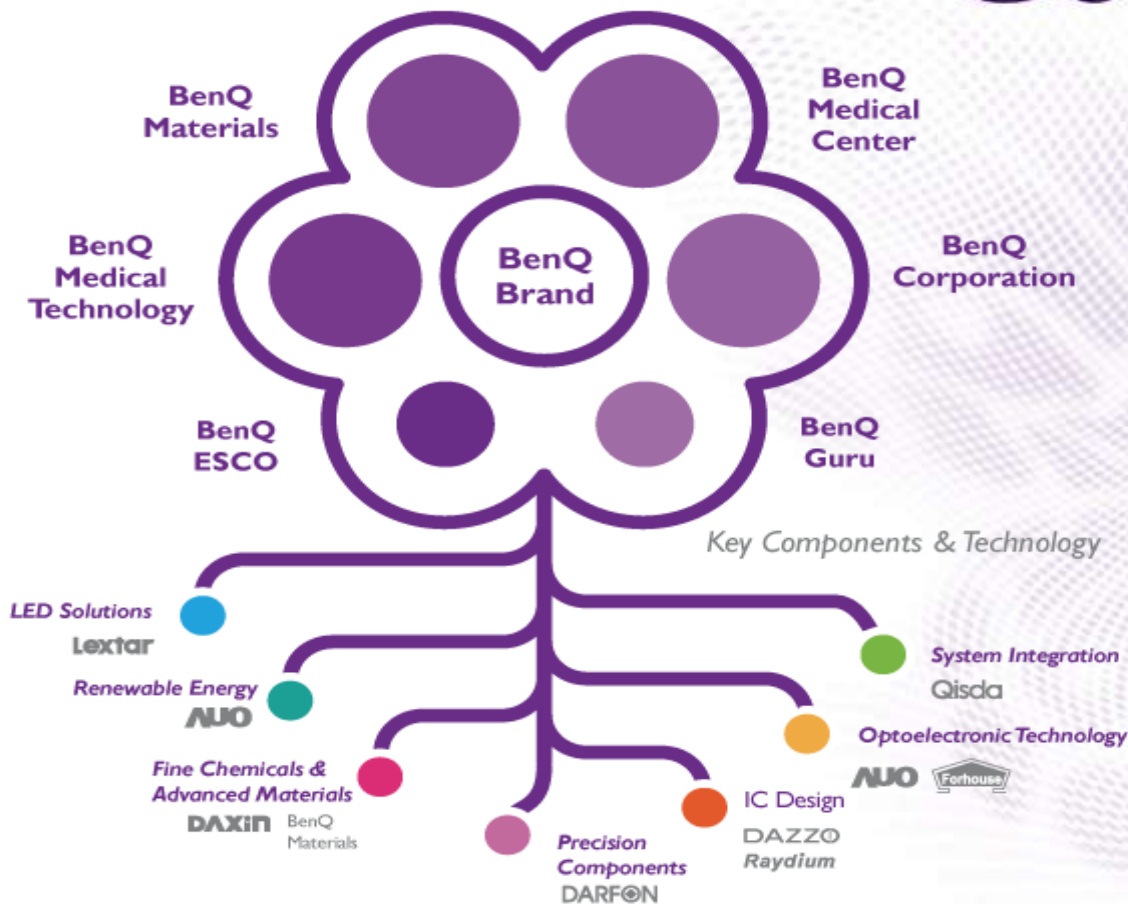 BenQ
Materials
BenQ
Medical
Center
BenQ
Medical
Technology
BenQ
Brand
BenQ
Corporation
BenQ
ESCO
BenQ
Guru
Key Components & Technology
LED Solutions
Lextar
Renewable Energy
AUO
Fine Chemicals &
Advanced Materials
DAXIN
BenQ
Materials
Precision
Components
DARFON
IC Design
DAZZO
Raydium
Optoelectronic Technology
AUO
Forhouse
System Integration
Qisda